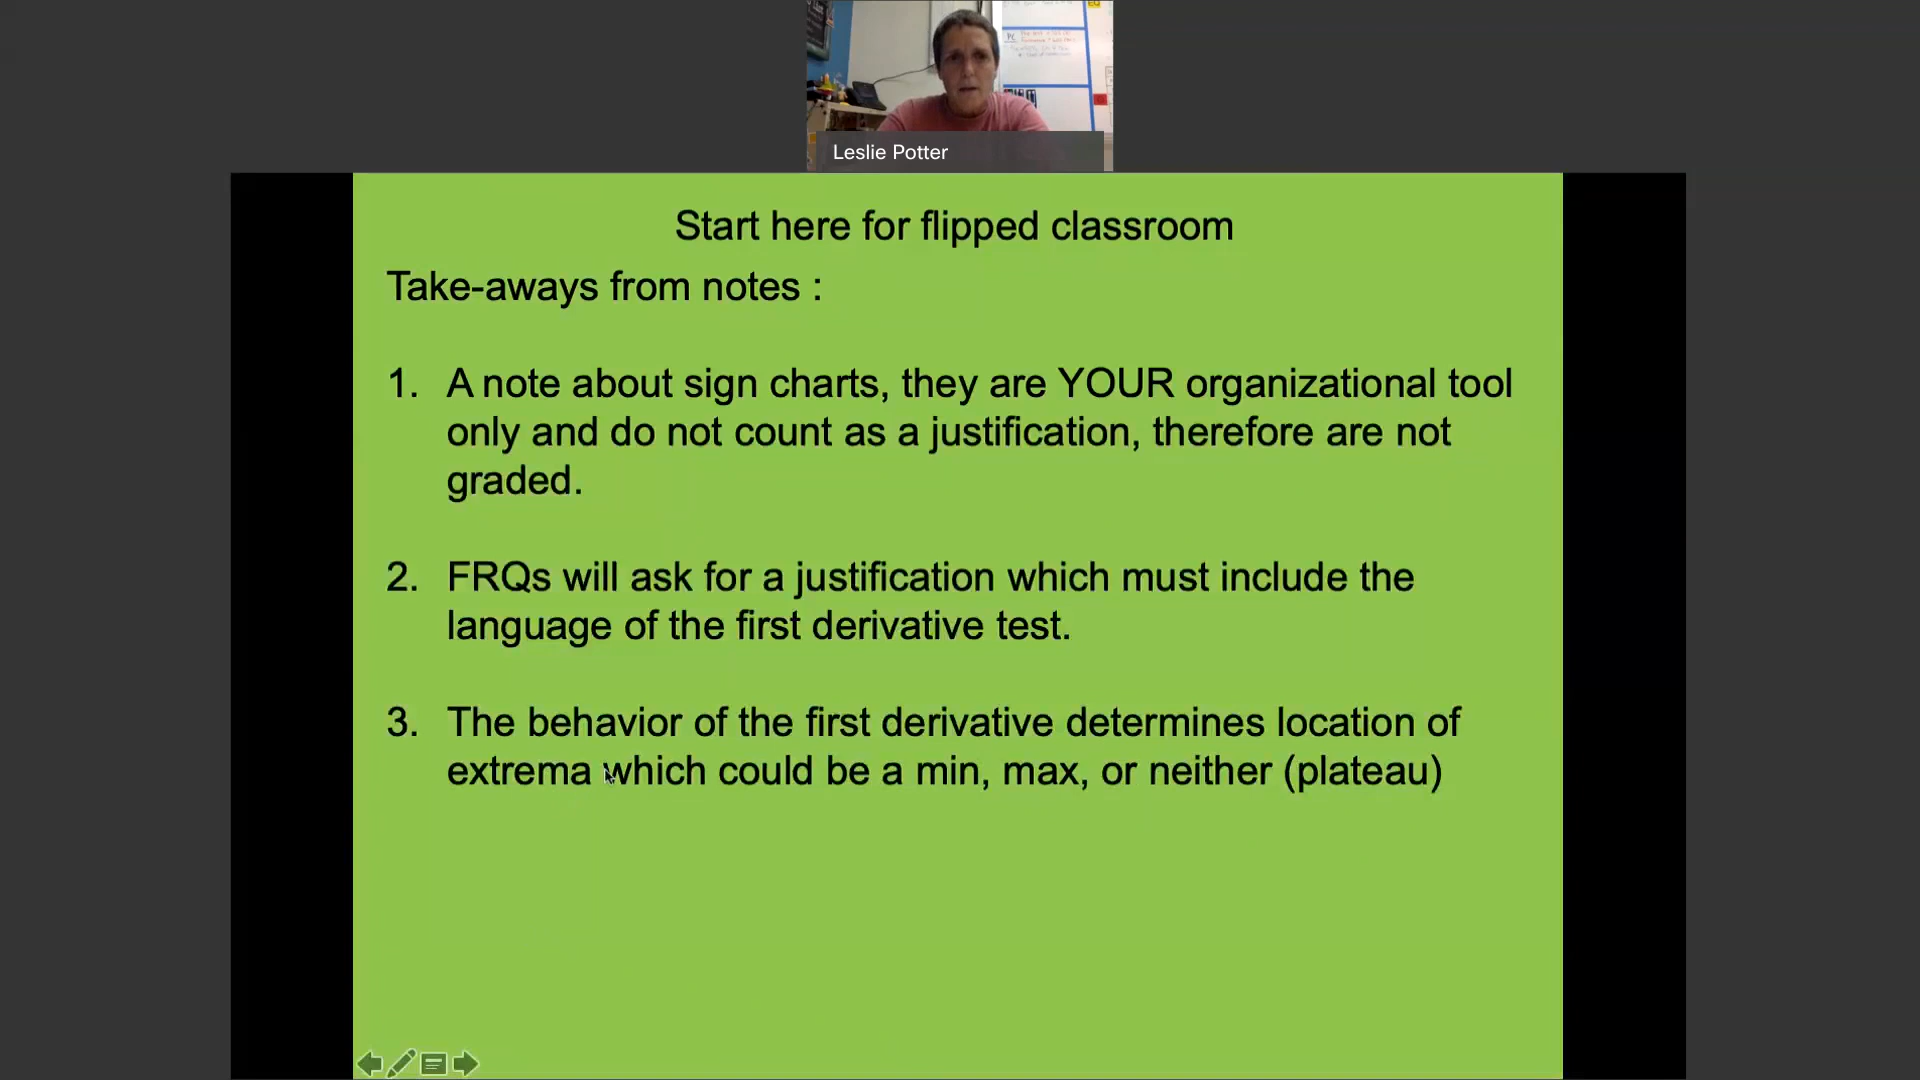 Leslie Potter
Start here for flipped classroom
Take-aways from notes :
1. A note about sign charts, they are YOUR organizational tool
only and do not count as a justification, therefore are not
graded.
2. FRQs will ask for a justification which must include the
language of the first derivative test.
3. The behavior of the first derivative determines location of
extrema which could be a min, max, or neither (plateau)